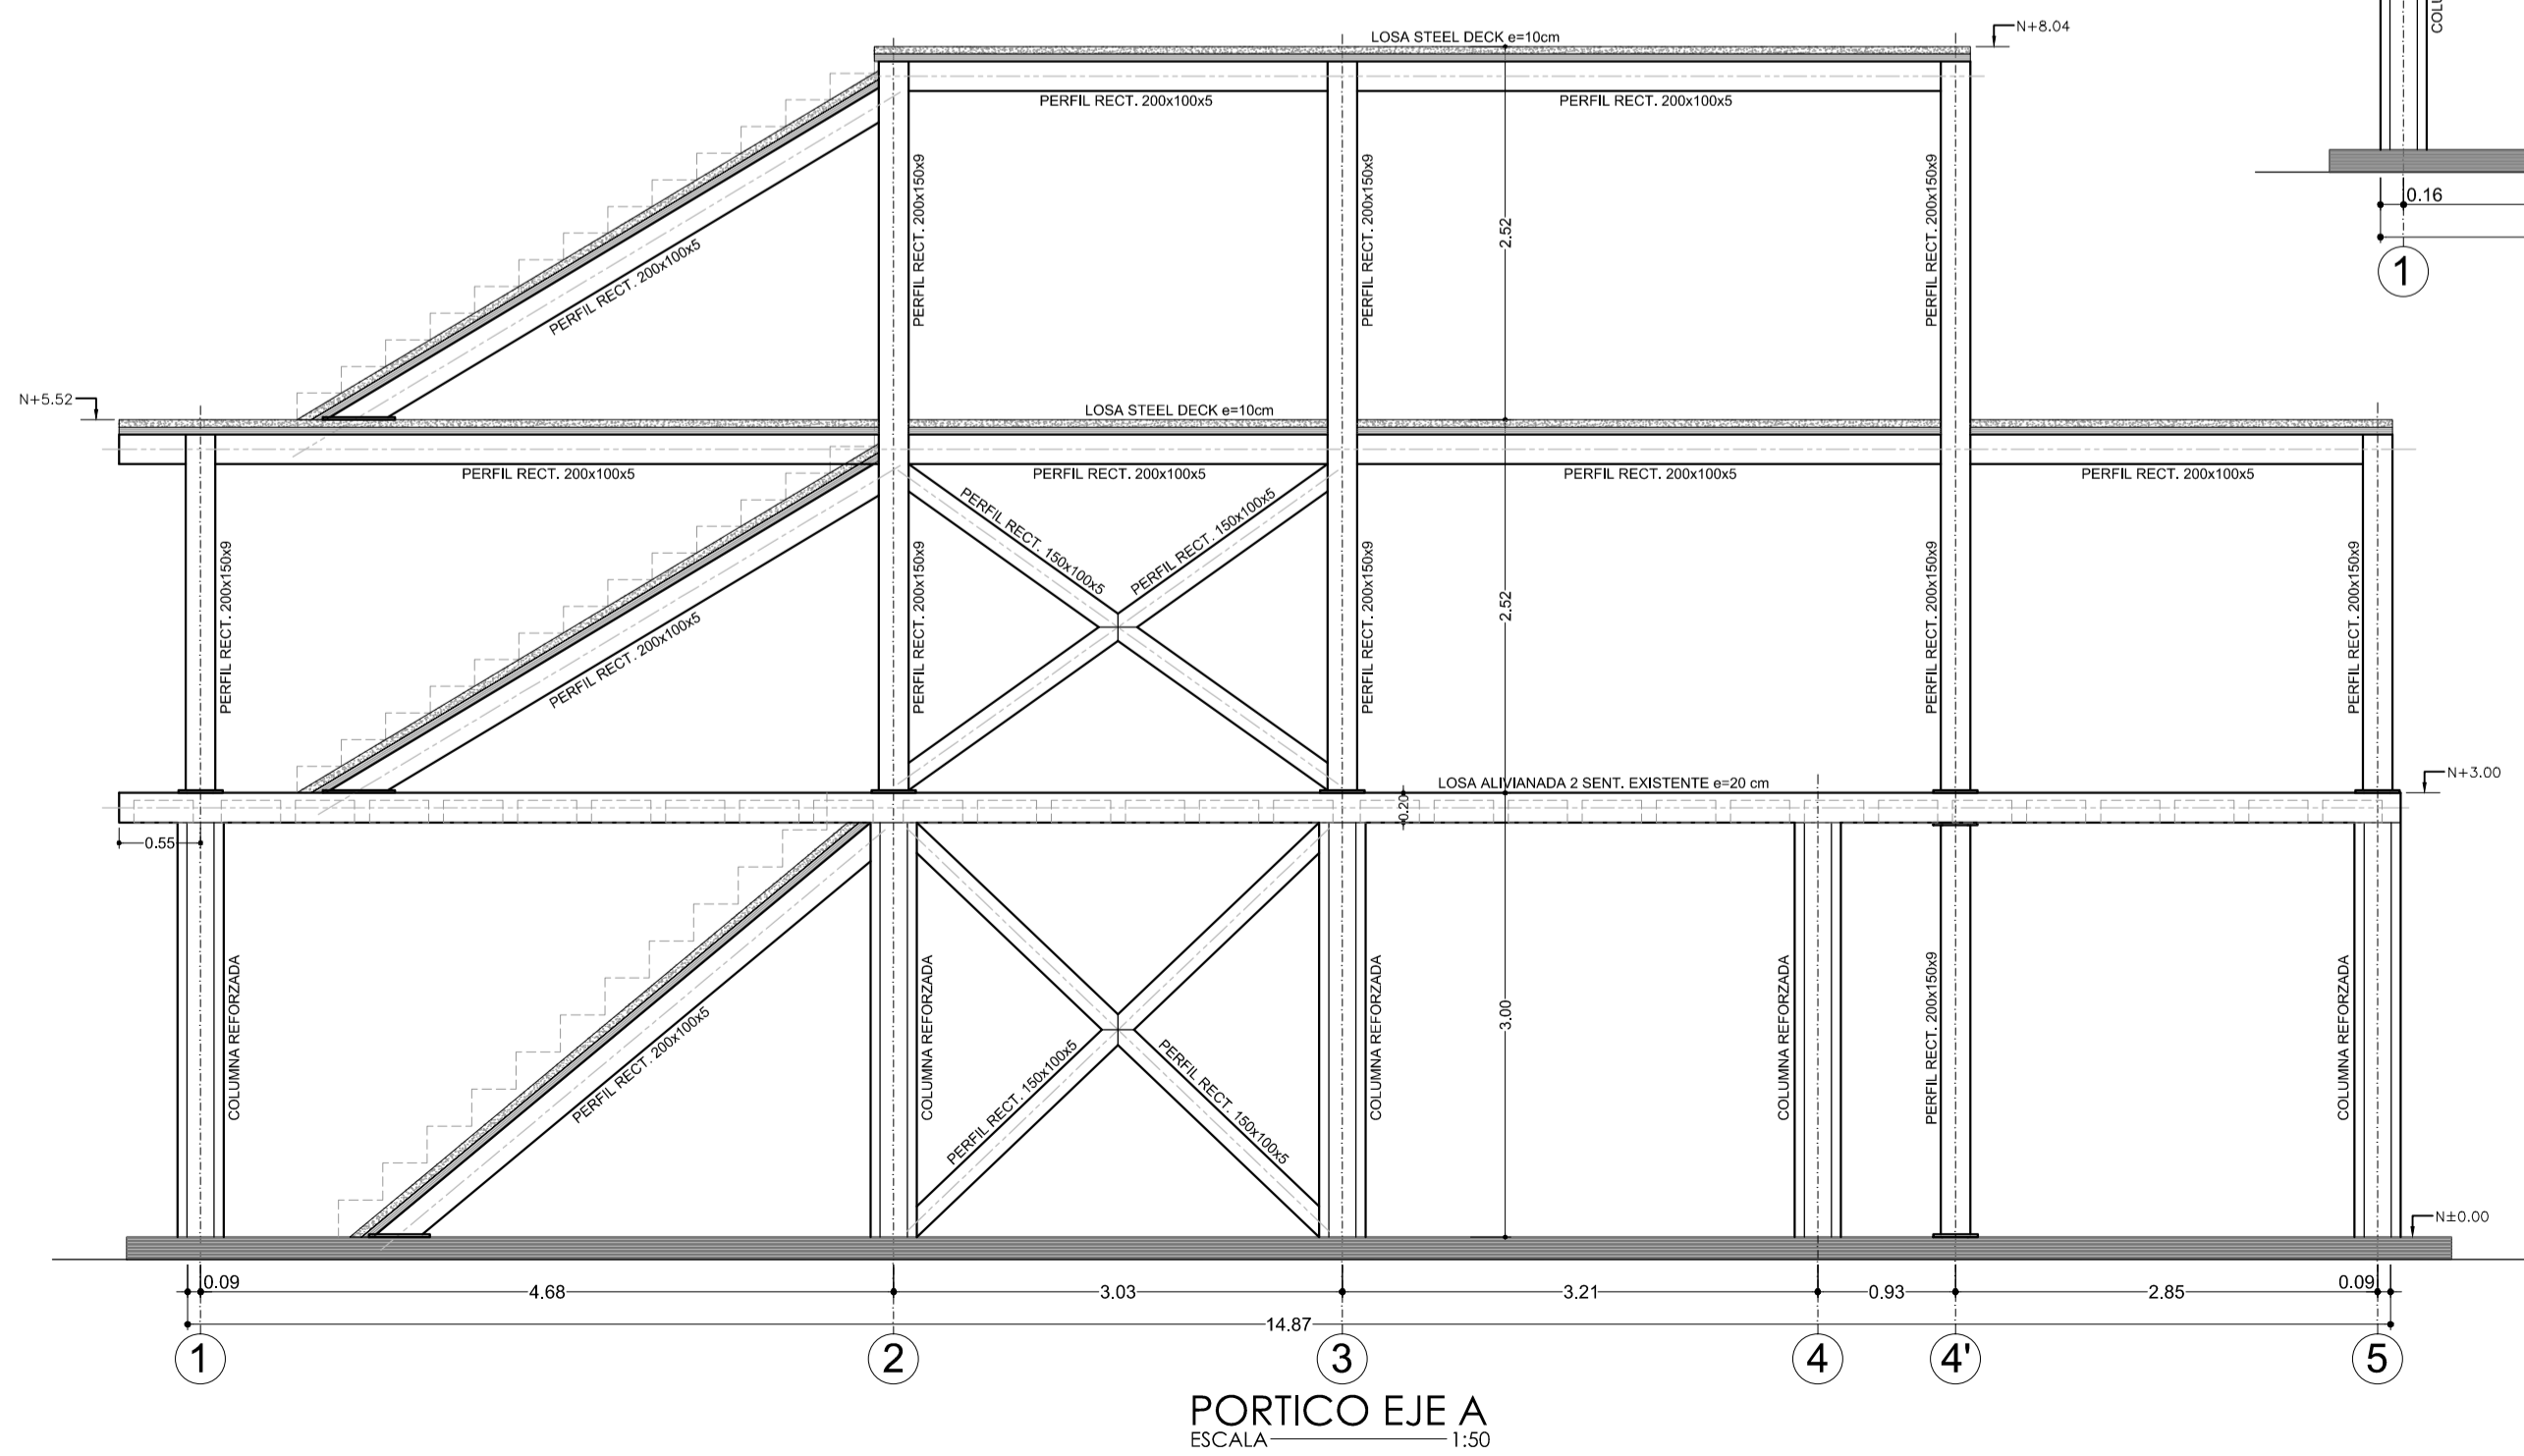 LOSA STEEL DECK e=10cm
N+8.04
PERFIL RECT. 200x100x5
PERFIL RECT. 200x100x5
PERFIL RECT. 200x150x9
PERFIL RECT. 200x150x9
PERFIL RECT. 200x150x9
2.52
0.16
1
PERFIL RECT. 200x100x5
N+5.52
LOSA STEEL DECK e=10cm
PERFIL RECT. 200x100x5
PERFIL RECT. 200x100x5
PERFIL RECT. 200x100x5
PERFIL RECT. 200x100x5
PERFIL RECT. 150x100x5
PERFIL RECT. 150x100x5
PERFIL RECT. 200x150x9
PERFIL RECT. 200x150x9
PERFIL RECT. 200x150x9
PERFIL RECT. 200x150x9
PERFIL RECT. 200x150x9
2.52
PERFIL RECT. 200x100x5
LOSA ALIVIANADA 2 SENT. EXISTENTE e=20 cm
N+3.00
0.20
0.55
COLUMNA REFORZADA
PERFIL RECT. 200x100x5
COLUMNA REFORZADA
PERFIL RECT. 150x100x5
PERFIL RECT. 150x100x5
COLUMNA REFORZADA
3.00
COLUMNA REFORZADA
PERFIL RECT. 200x150x9
COLUMNA REFORZADA
N±0.00
0.09
4.68
3.03
3.21
0.93
2.85
0.09
14.87
1
2
3
4
4'
5
PORTICO EJE A
ESCALA 1:50